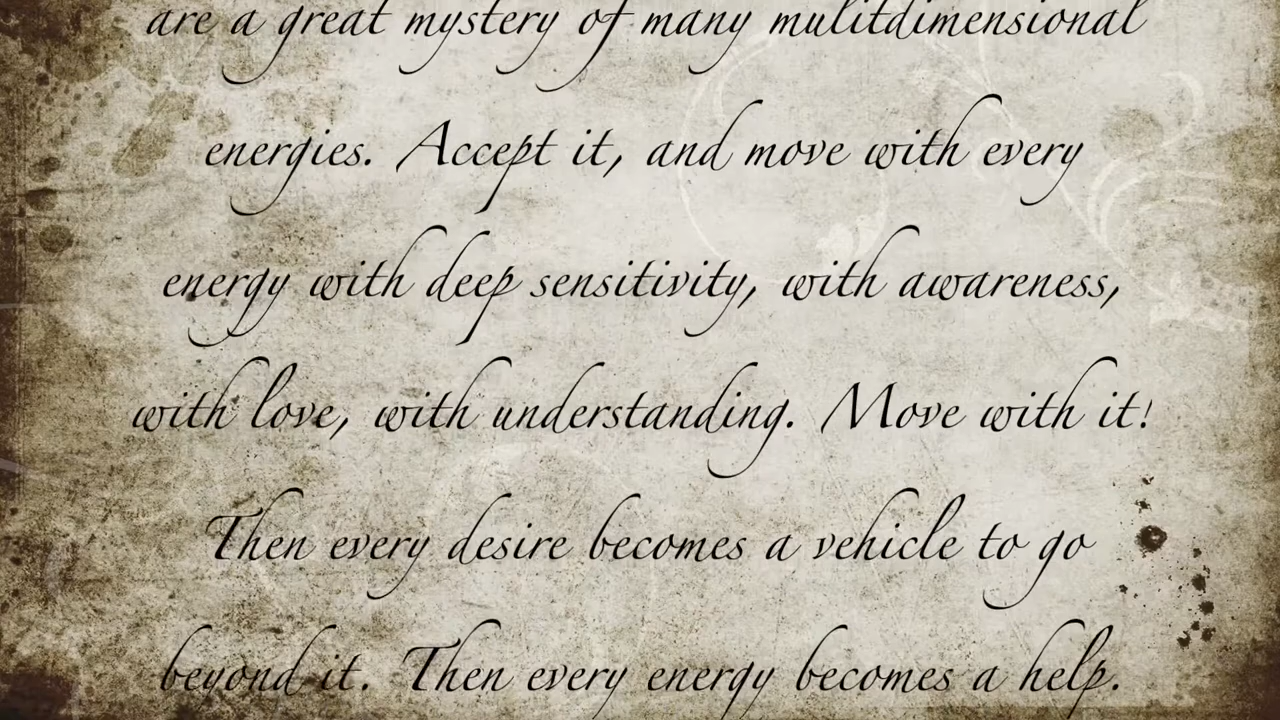 are a great mystery of many mulitdimensional
energies. Accept it, and move with every
energy with deep sensitivity, with awareness,
with love, with understanding. Move with it!
Then every desire becomes a vehicle to go
beyond it. Then every energy becomes a help.